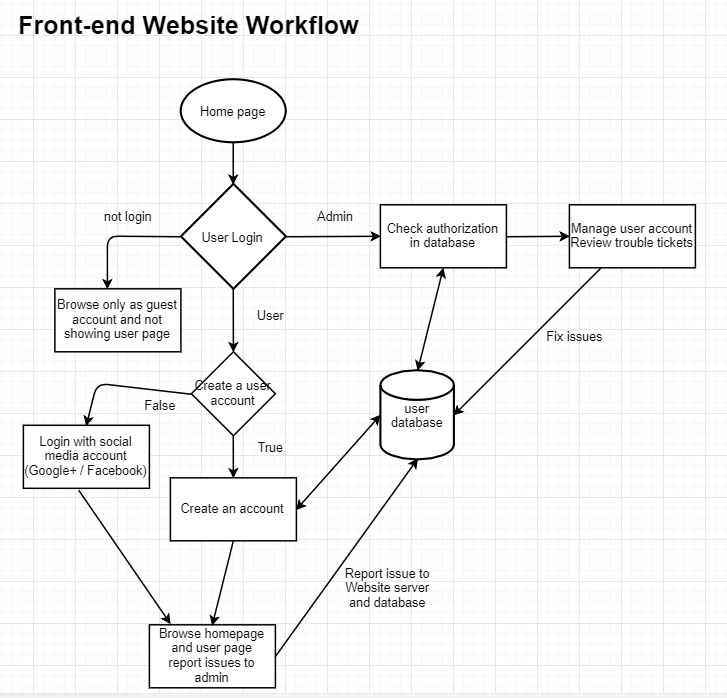 Front-end Website Workflow
Home page
not login
User Login
Admin
Check authorization
in database
Manage user account
Review trouble tickets
Browse only as guest
account and not
showing user page
User
Fix issues
Create a user
account
False
user
database
Login with social
media account
(Google+ / Facebook)
True
Create an account
Report issue to
Website server
and database
Browse homepage
and user page
report issues to
admin